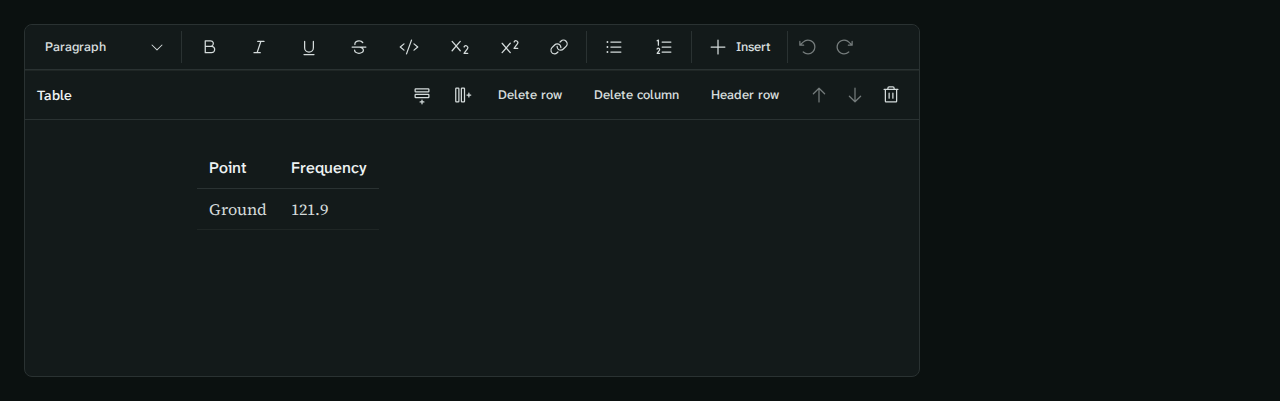 Paragraph Insert
Table Delete row Delete column Header row
Point Frequency
Ground 121.9